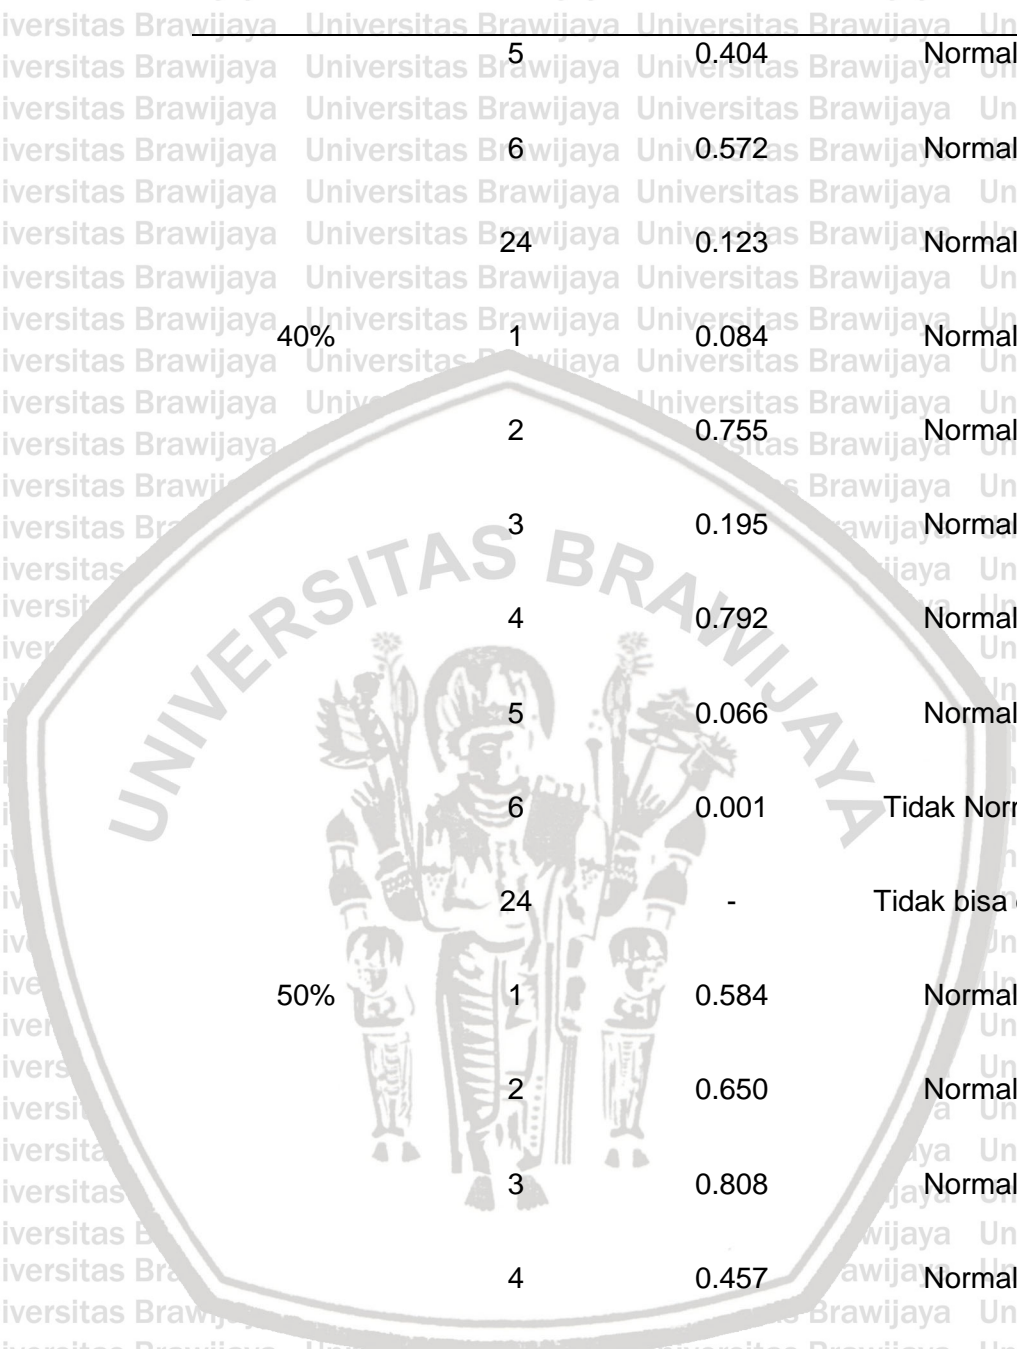 5 0.404 Normal
6 0.572 Normal
24 0.123 Normal
40% 1 0.084 Normal
2 0.755 Normal
3 0.195 Normal
4 0.792 Normal
5 0.066 Normal
6 0.001 Tidak Norm
24 - Tidak bisa
50% 1 0.584 Normal
2 0.650 Normal
3 0.808 Normal
4 0.457 Normal
UNIVERSITAS BRAWIJAYA